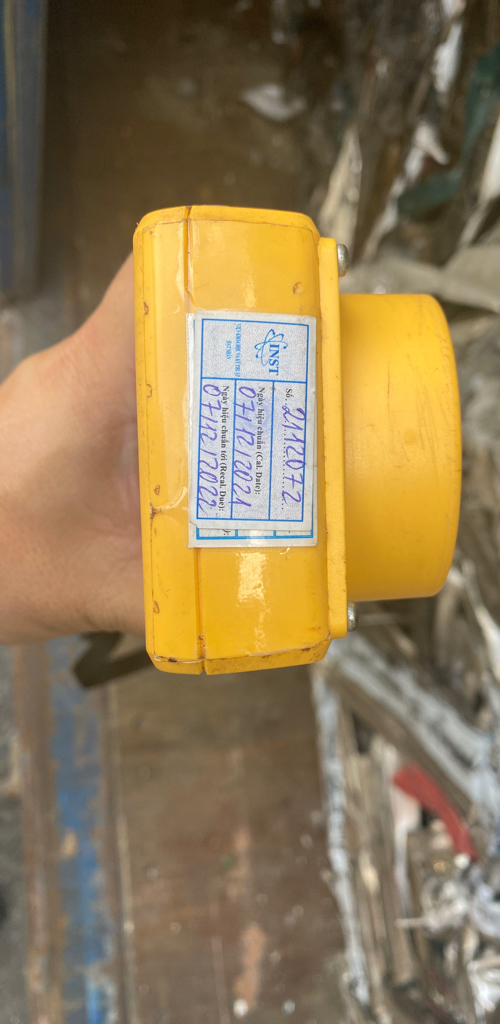 INST
Số: 2112072
Ngày hiệu chuẩn (Cal. Date):
07/12/2021
Ngày hiệu chuẩn tới (Recal. Due):
07/12/2022